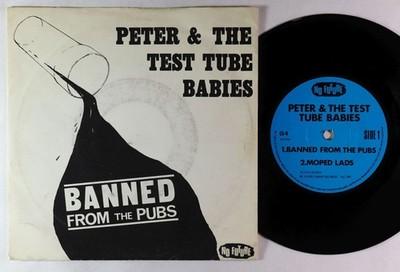 PETER & THE
TEST TUBE
BABIES
BANNED
FROM THE PUBS
NO FUTURE
NO FUTURE
PETER & THE TEST
TUBE BABIES
SIDE 1
1.BANNED FROM THE PUBS
2.MOPED LADS